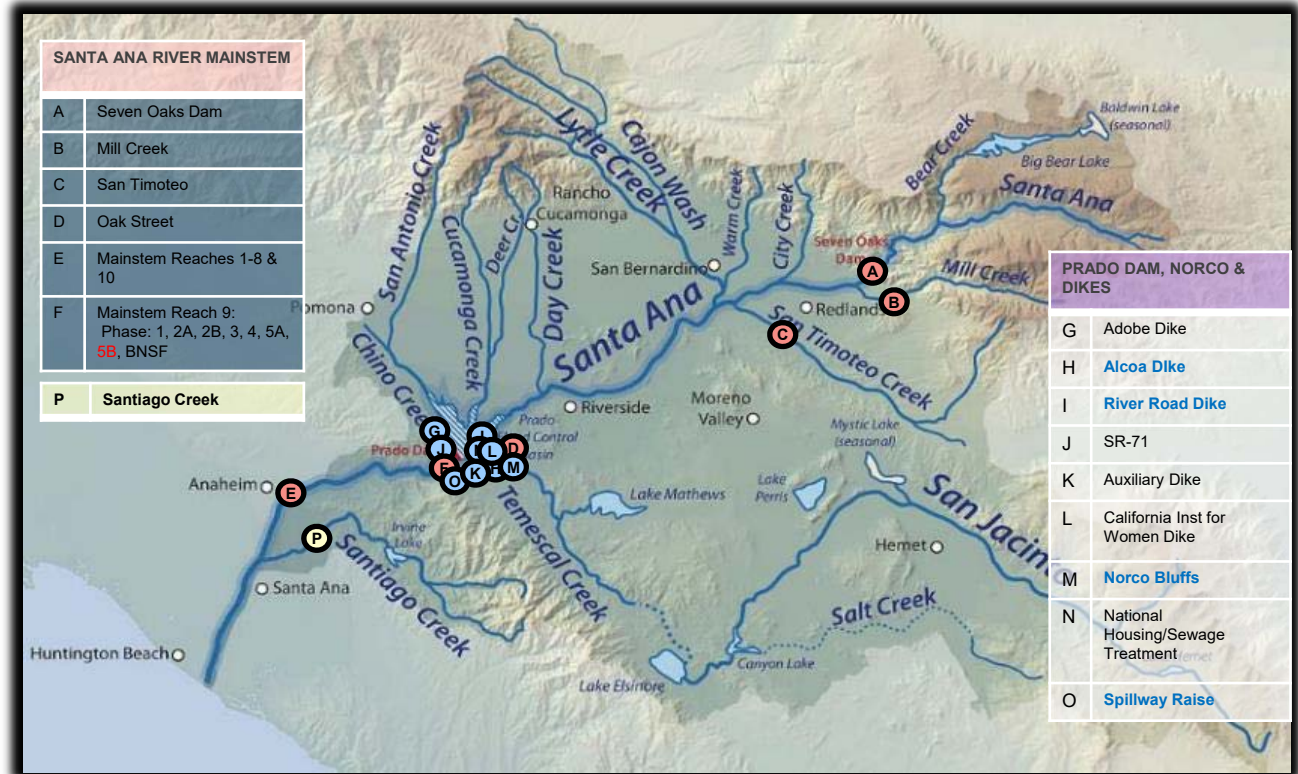 SANTA ANA RIVER MAINSTEM
A Seven Oaks Dam
B Mill Creek
C San Timoteo
D Oak Street
E Mainstem Reaches 1-8 &
10
F Mainstem Reach 9:
Phase: 1, 2A, 2B, 3, 4, 5A,
5B, BNSF
P Santiago Creek
PRADO DAM, NORCO &
DIKES
G Adobe Dike
H Alcoa DIke
I River Road Dike
J SR-71
K Auxiliary Dike
L California Inst for
Women Dike
M Norco Bluffs
N National
Housing/Sewage
Treatment
O Spillway Raise
San Antonio Creek
Cucamonga Creek
Deer Cr.
Day Creek
Lytle Creek
Cajon Wash
Warm Creek
City Creek
Bear Creek
Baldwin Lake
(seasonal)
Big Bear Lake
Santa Ana
Rancho
Cucamonga
San Bernardino
Seven Oaks
Dam
A
Mill Creek
B
Redlands
C
San Timoteo Creek
Pomona
Chino Creek
Santa Ana
Riverside
Moreno
Valley
Mystic Lake
(seasonal)
Prado
G
J
L
D
O
K
H
M
Anaheim
E
P
Irvine
Lake
Santiago Creek
Temescal Creek
Lake Mathews
Lake
Perris
San Jacinto
Hemet
Salt Creek
Santa Ana
Huntington Beach
Canyon Lake
Lake Elsinore